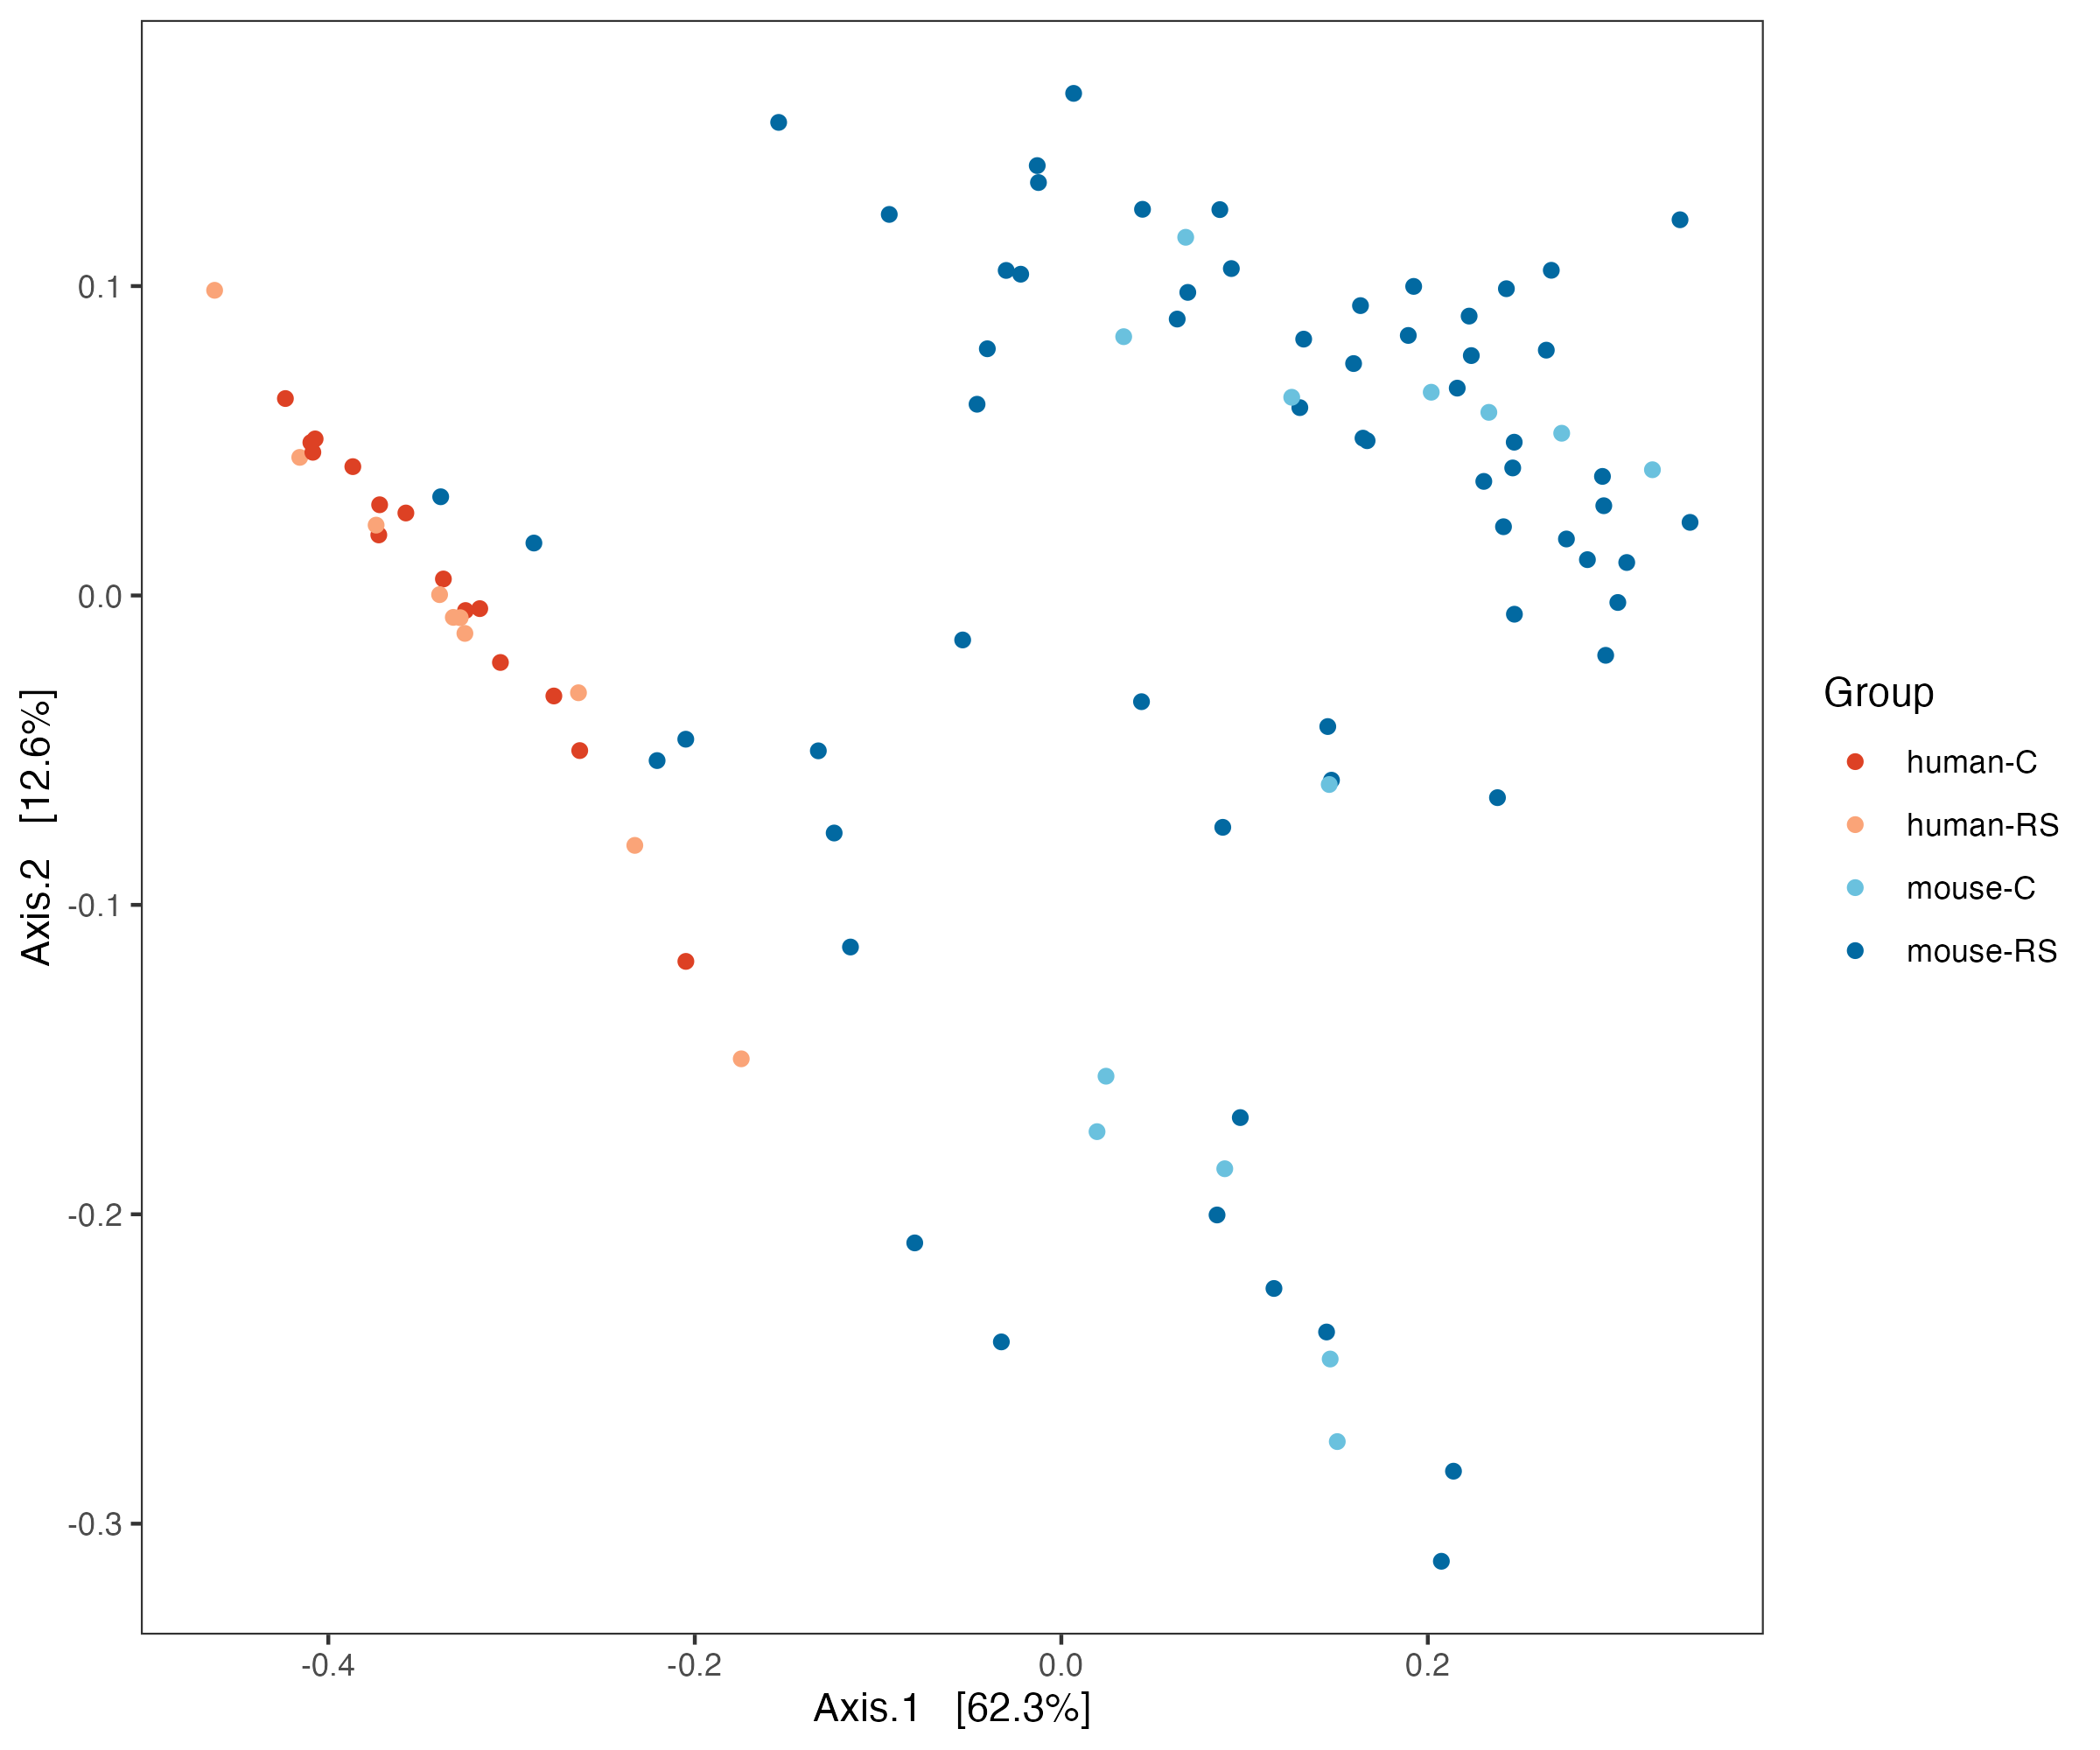 0.1
0.0
-0.1
-0.2
-0.3
Axis.2 [12.6%]
-0.4 -0.2 0.0 0.2
Axis.1 [62.3%]
Group
human-C
human-RS
mouse-C
mouse-RS